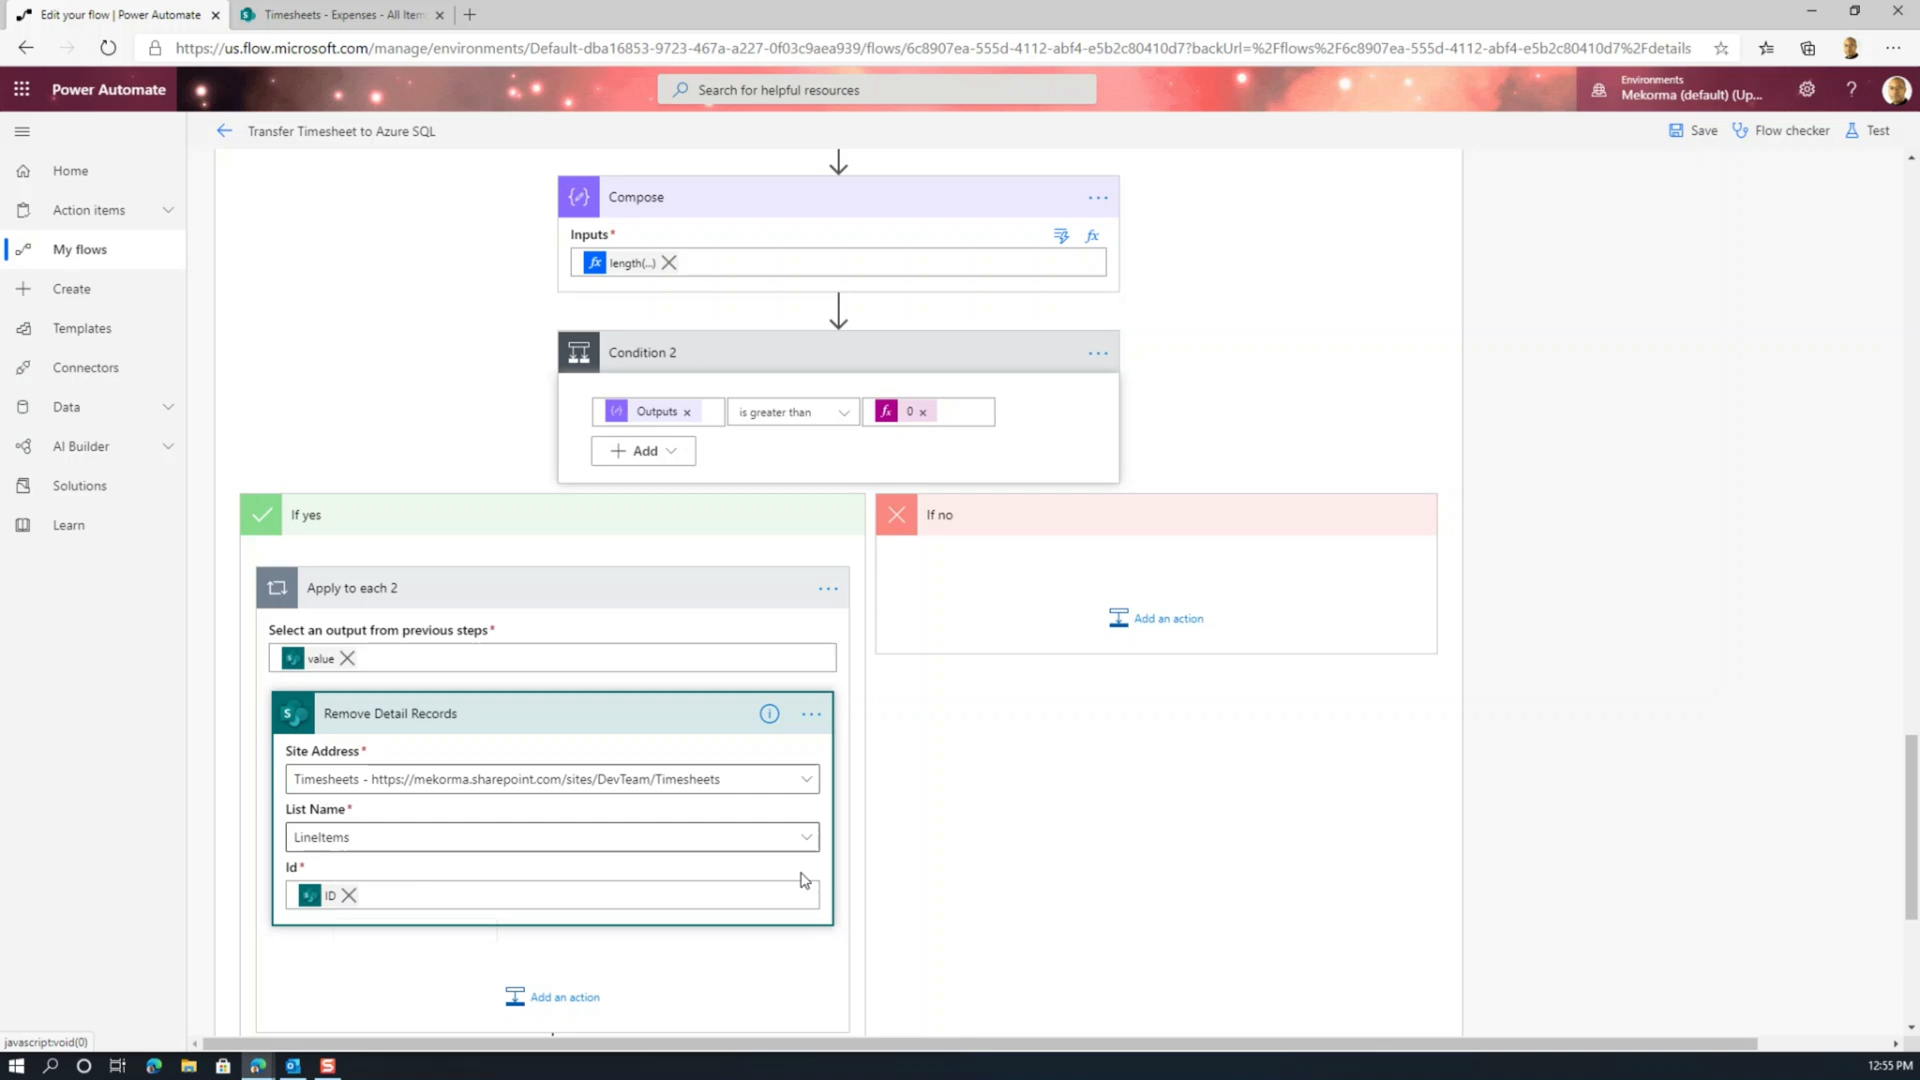 Edit your flow | Power Automate
Timesheets - Expenses - All Item
https://us.flow.microsoft.com/manage/environments/Default-dba16853-9723-467a-a227-0f03c9aea939/flows/6c8907ea-555d-4112-abf4-e5b2c80410d7?backUrl=%2Fflows%2F6c8907ea-555d-4112-abf4-e5b2c80410d7%2Fdetails
Power Automate
Search for helpful resources
Environments
Mekorma (default) (Up...
Transfer Timesheet to Azure SQL
Save
Flow checker
Test
Home
Action items
My flows
Create
Templates
Connectors
Data
AI Builder
Solutions
Learn
Compose
Inputs*
fx
fx length(...)
Condition 2
Outputs
is greater than
fx 0
Add
If yes
If no
Add an action
Apply to each 2
Select an output from previous steps*
value
Remove Detail Records
Site Address*
Timesheets - https://mekorma.sharepoint.com/sites/DevTeam/Timesheets
List Name*
LineItems
Id*
ID
Add an action
javascript:void(0)
12:55 PM